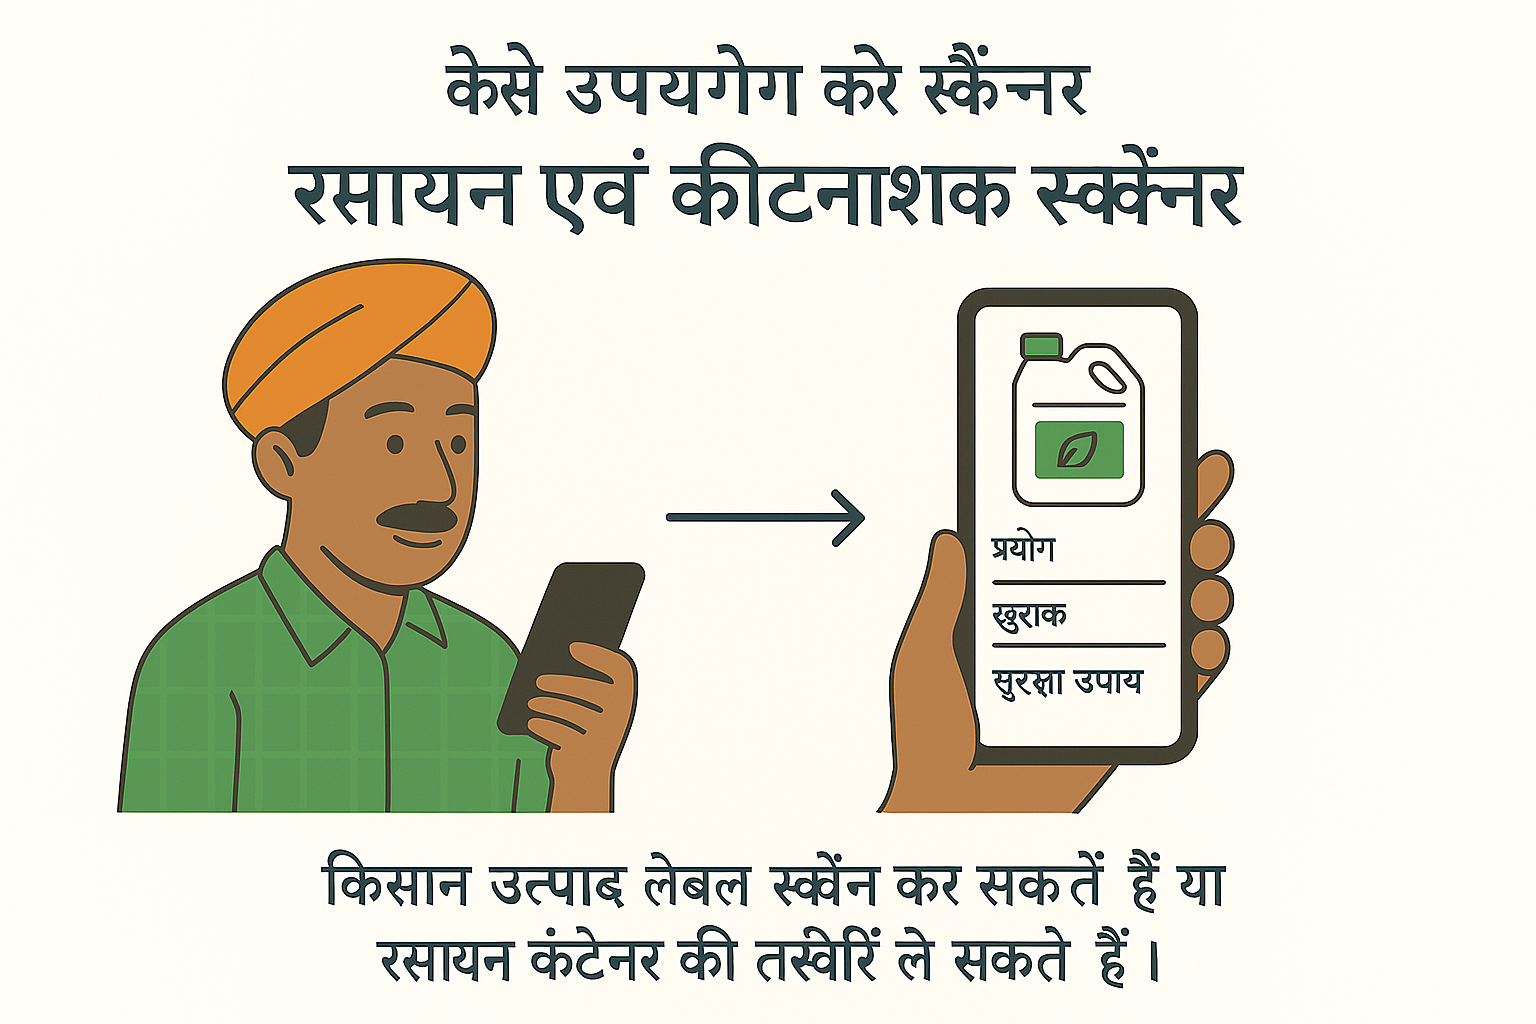 केसे उपयगेग करे स्कैंन्नर
रसायन एवं कीटनाशक स्क्केंनर
प्रयोग
खुराक
सुरक्षा उपाय
किसान उत्पाद लेबल स्क्वेंन कर सकतें हैं या
रसायन कंटेनर की तस्वेरिं ले सकते हैं।